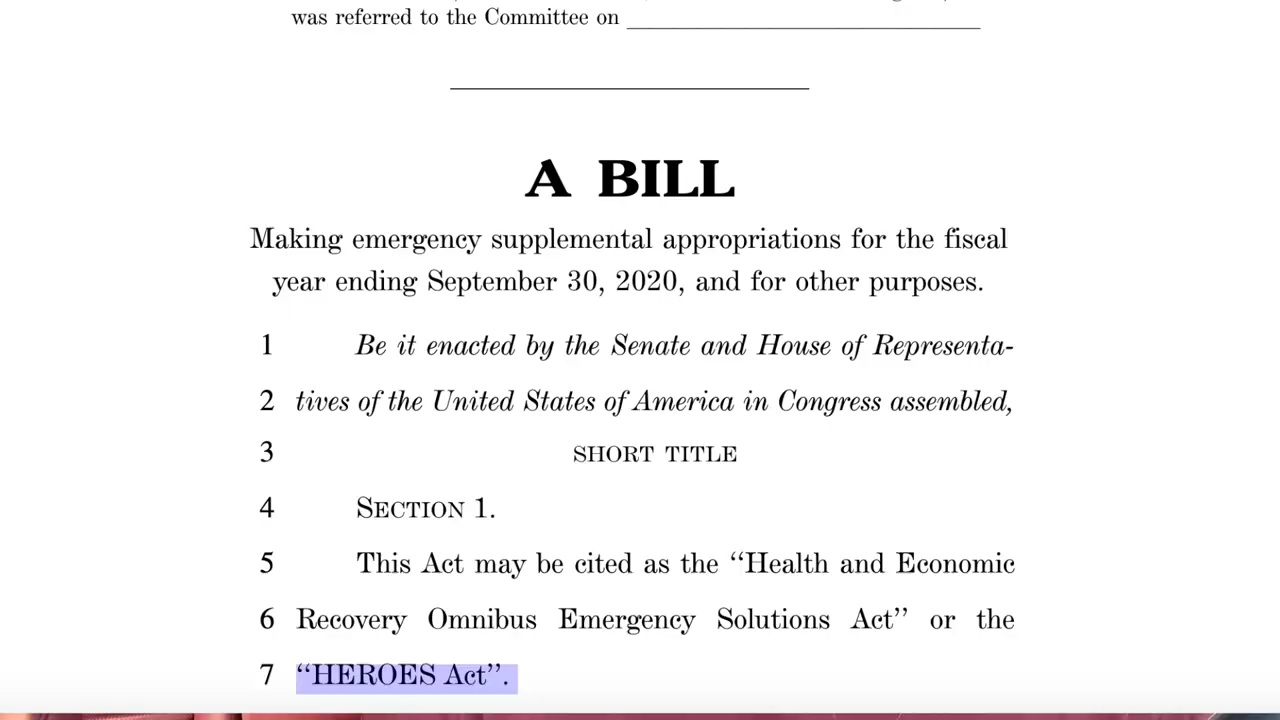 was referred to the Committee on
A BILL
Making emergency supplemental appropriations for the fiscal
year ending September 30, 2020, and for other purposes.
1 Be it enacted by the Senate and House of Representa-
2 tives of the United States of America in Congress assembled,
3 SHORT TITLE
4 SECTION 1.
5 This Act may be cited as the ‘‘Health and Economic
6 Recovery Omnibus Emergency Solutions Act’’ or the
7 ‘‘HEROES Act’’.